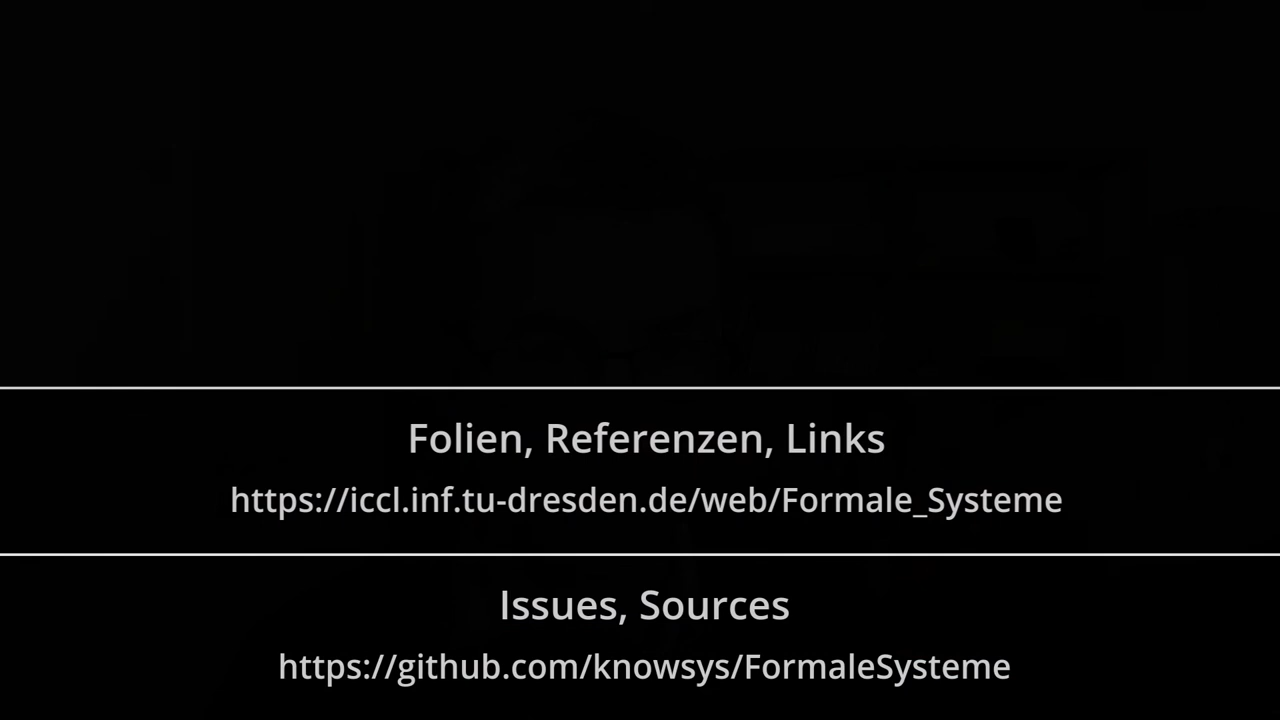 Folien, Referenzen, Links
https://iccl.inf.tu-dresden.de/web/Formale_Systeme
Issues, Sources
https://github.com/knowsys/FormaleSysteme